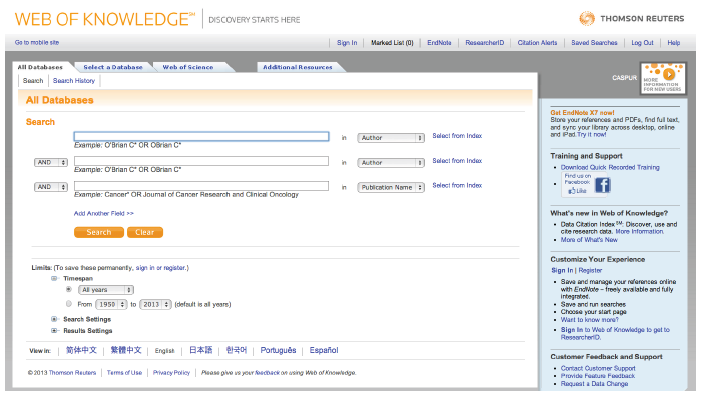 WEB OF KNOWLEDGE℠ | DISCOVERY STARTS HERE
THOMSON REUTERS
Go to mobile site
Sign In | Marked List (0) | EndNote | ResearcherID | Citation Alerts | Saved Searches | Log Out | Help
All Databases Select a Database Web of Science Additional Resources
Search | Search History
CASPUR
MORE
INFORMATION
FOR NEW USERS
All Databases
Search
in Author Select from Index
Example: O'Brian C* OR OBrian C*
AND in Author Select from Index
Example: O'Brian C* OR OBrian C*
AND in Publication Name Select from Index
Example: Cancer* OR Journal of Cancer Research and Clinical Oncology
Add Another Field >>
Search Clear
Limits: (To save these permanently, sign in or register.)
Timespan
All years
From 1950 to 2013 (default is all years)
Search Settings
Results Settings
View in: | 简体中文 | 繁體中文 | English | 日本語 | 한국어 | Português | Español
© 2013 Thomson Reuters | Terms of Use | Privacy Policy | Please give us your feedback on using Web of Knowledge.
Get EndNote X7 now!
Store your references and PDFs, find full text,
and sync your library across desktop, online
and iPad.Try it now!
Training and Support
• Download Quick Recorded Training
• Find us on
Facebook
Like
What's new in Web of Knowledge?
• Data Citation Index℠: Discover, use and
cite research data. More Information.
• More of What's New
Customize Your Experience
Sign In | Register
• Save and manage your references online
with EndNote – freely available and fully
integrated.
• Save and run searches
• Choose your start page
• Want to know more?
• Sign In to Web of Knowledge to get to
ResearcherID.
Customer Feedback and Support
• Contact Customer Support
• Provide Feature Feedback
• Request a Data Change